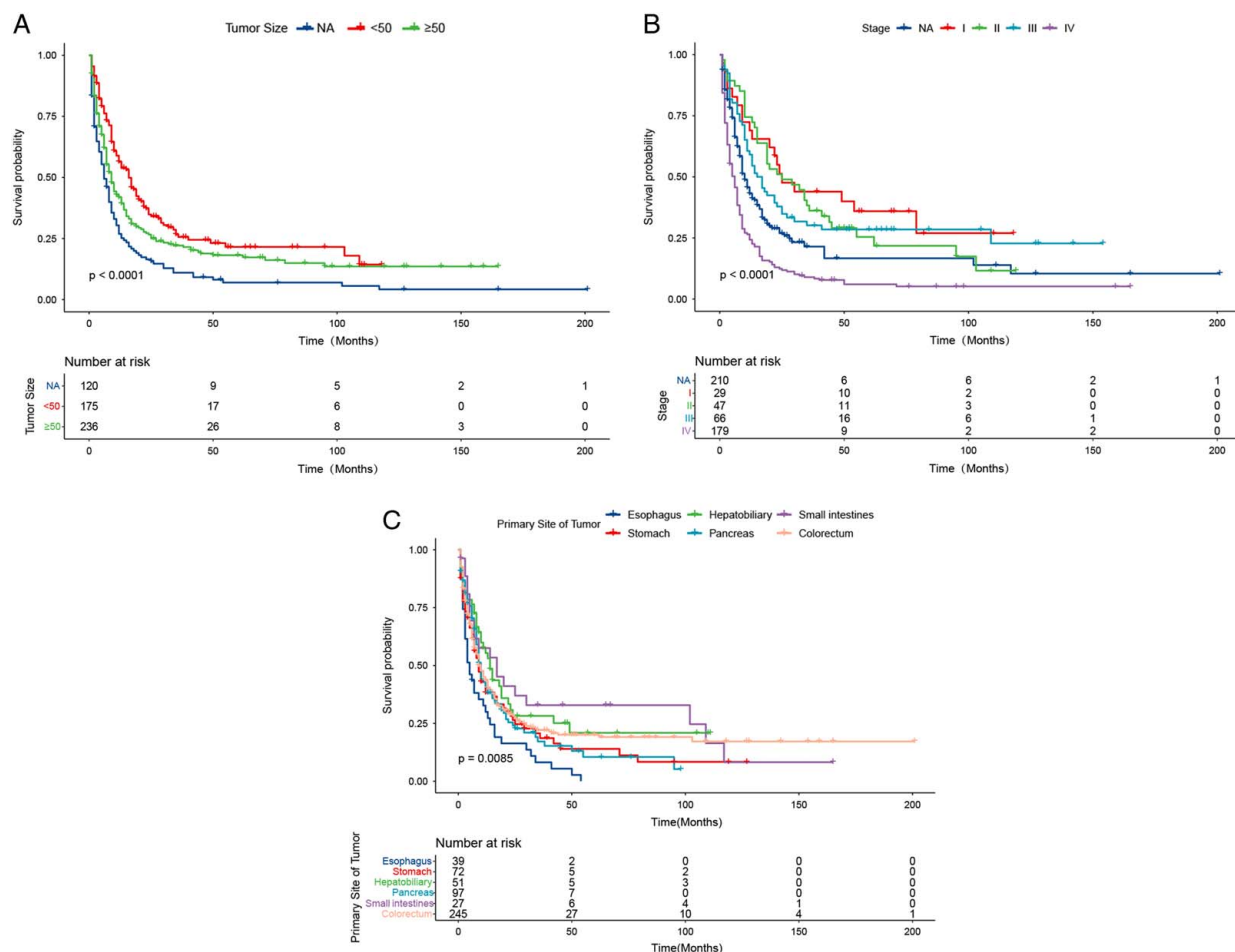 A
Tumor Size NA <50 ≥50
1.00
0.75
0.50
0.25
0.00
Survival probability
p < 0.0001
0 50 100 150 200
Time (Months)
Number at risk
Tumor Size
NA 120 9 5 2 1
<50 175 17 6 0 0
≥50 236 26 8 3 0
0 50 100 150 200
Time (Months)
B
Stage NA I II III IV
1.00
0.75
0.50
0.25
0.00
Survival probability
p < 0.0001
0 50 100 150 200
Time (Months)
Number at risk
Stage
NA 210 6 6 2 1
I 29 10 2 0 0
II 47 11 3 0 0
III 66 16 6 1 0
IV 179 9 2 2 0
0 50 100 150 200
Time (Months)
C
Primary Site of Tumor
Esophagus Hepatobiliary Small intestines
Stomach Pancreas Colorectum
1.00
0.75
0.50
0.25
0.00
Survival probability
p = 0.0085
0 50 100 150 200
Time(Months)
Number at risk
Primary Site of Tumor
Esophagus 39 2 0 0 0
Stomach 72 5 2 0 0
Hepatobiliary 51 5 3 0 0
Pancreas 97 7 0 0 0
Small intestines 27 6 4 1 0
Colorectum 245 27 10 4 1
0 50 100 150 200
Time(Months)